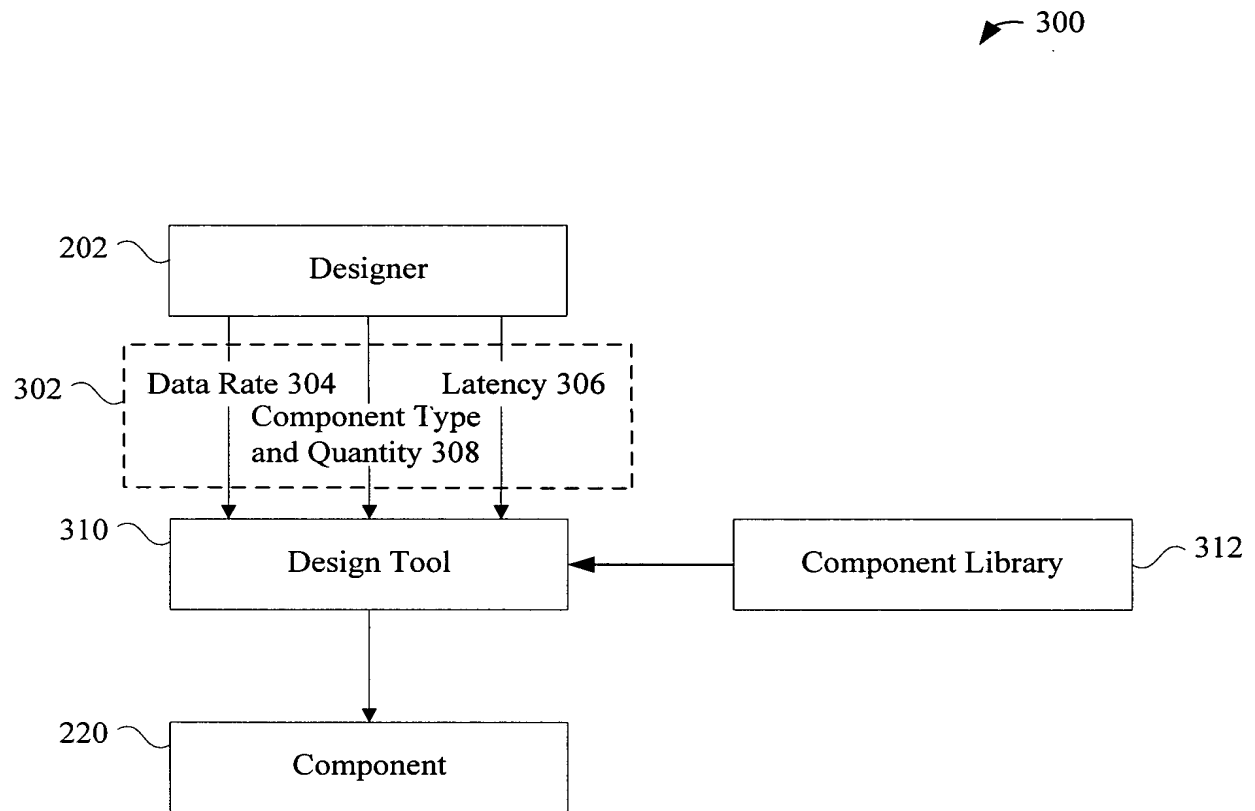 300
202
Designer
302
Data Rate 304
Latency 306
Component Type
and Quantity 308
310
Design Tool
Component Library
312
220
Component